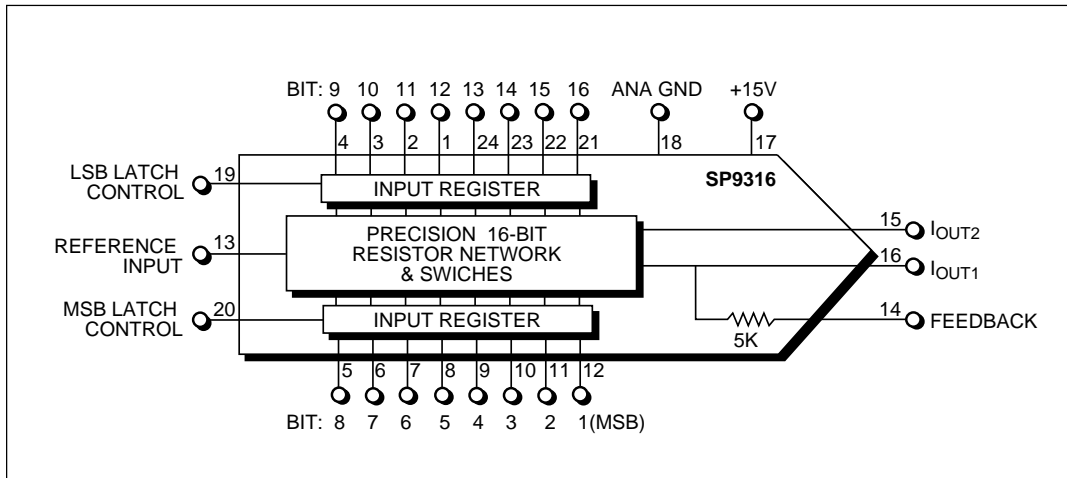 BIT: 9 10 11 12 13 14 15 16 ANA GND +15V
4 3 2 1 24 23 22 21 18 17
LSB LATCH
CONTROL
19
INPUT REGISTER
SP9316
REFERENCE
INPUT
13
PRECISION 16-BIT
RESISTOR NETWORK
& SWICHES
15 IOUT2
16 IOUT1
MSB LATCH
CONTROL
20
INPUT REGISTER
5K
14 FEEDBACK
5 6 7 8 9 10 11 12
BIT: 8 7 6 5 4 3 2 1(MSB)